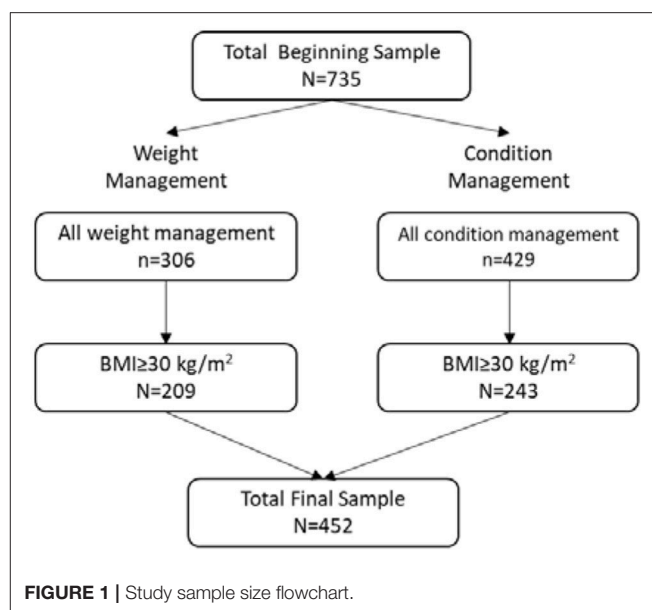 Total Beginning Sample
N=735
Weight
Management
Condition
Management
All weight management
n=306
All condition management
n=429
BMI≥30 kg/m²
N=209
BMI≥30 kg/m²
N=243
Total Final Sample
N=452
FIGURE 1 | Study sample size flowchart.